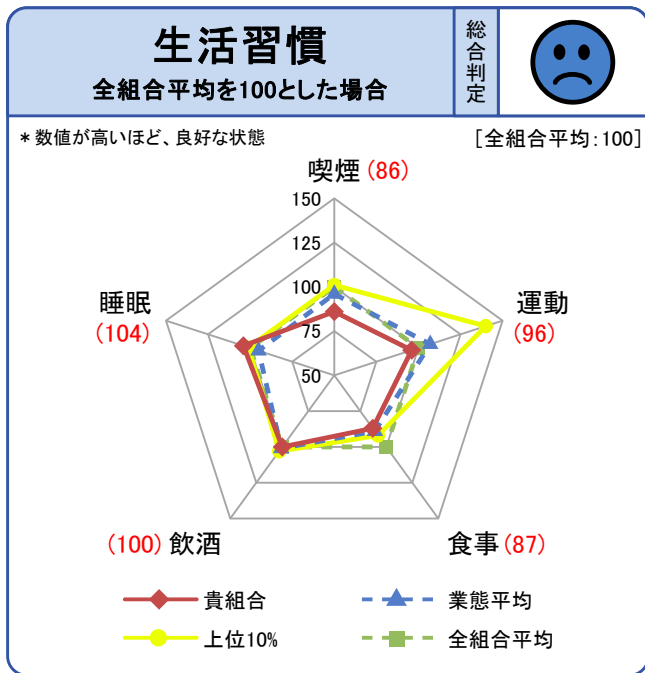 生活習慣
全組合平均を100とした場合
総合判定
*数値が高いほど、良好な状態
[全組合平均:100]
喫煙(86)
150
125
100
75
50
睡眠
(104)
運動
(96)
(100)飲酒
食事(87)
貴組合
業態平均
上位10%
全組合平均